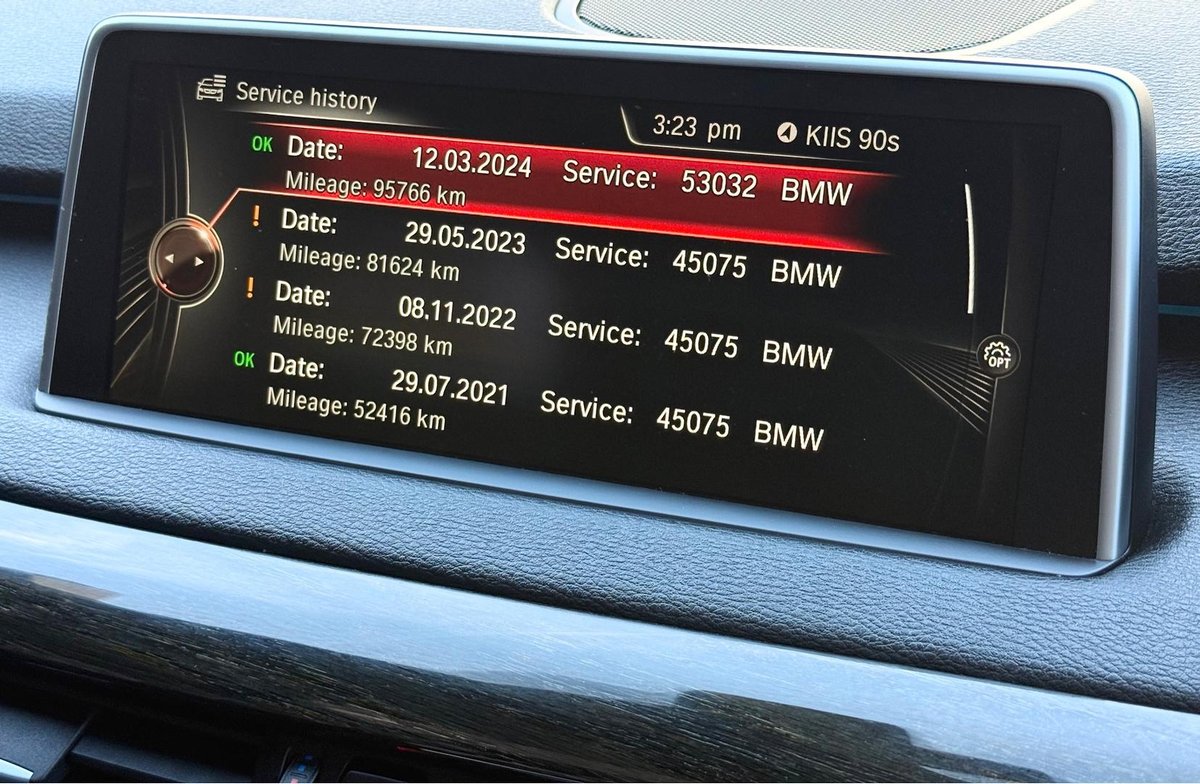 Service history
3:23 pm KIIS 90s
OK Date: 12.03.2024 Service: 53032 BMW
Mileage: 95766 km
! Date: 29.05.2023 Service: 45075 BMW
Mileage: 81624 km
! Date: 08.11.2022 Service: 45075 BMW
Mileage: 72398 km
OPT
OK Date: 29.07.2021 Service: 45075 BMW
Mileage: 52416 km